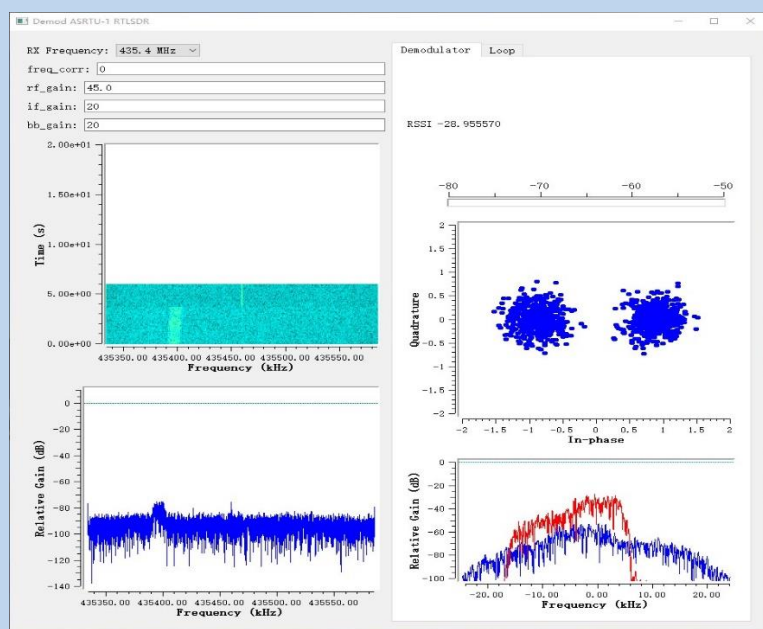 Demod ASRTU-1 RTLSDR
RX Frequency: 435.4 MHz
freq_corr: 0
rf_gain: 45.0
if_gain: 20
bb_gain: 20
2.00e+01
1.50e+01
1.00e+01
5.00e+00
0.00e+00
Time (s)
435350.00 435400.00 435450.00 435500.00 435550.00
Frequency (kHz)
0
-20
-40
-60
-80
-100
-120
-140
Relative Gain (dB)
435350.00 435400.00 435450.00 435500.00 435550.00
Frequency (kHz)
Demodulator Loop
RSSI -28.955570
-80 -70 -60 -50
2
1.5
1
0.5
0
-0.5
-1
-1.5
-2
Quadrature
-2 -1.5 -1 -0.5 0 0.5 1 1.5 2
In-phase
0
-20
-40
-60
-80
-100
Relative Gain (dB)
-20.00 -10.00 0.00 10.00 20.00
Frequency (kHz)